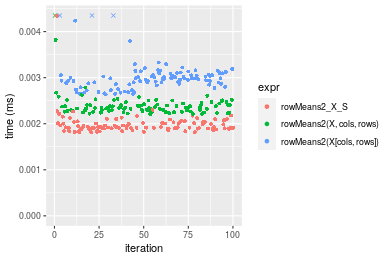 0.004
0.003
0.002
0.001
0.000
time (ms)
0
25
50
75
100
iteration
expr
rowMeans2_X_S
rowMeans2(X, cols, rows)
rowMeans2(X[cols, rows])